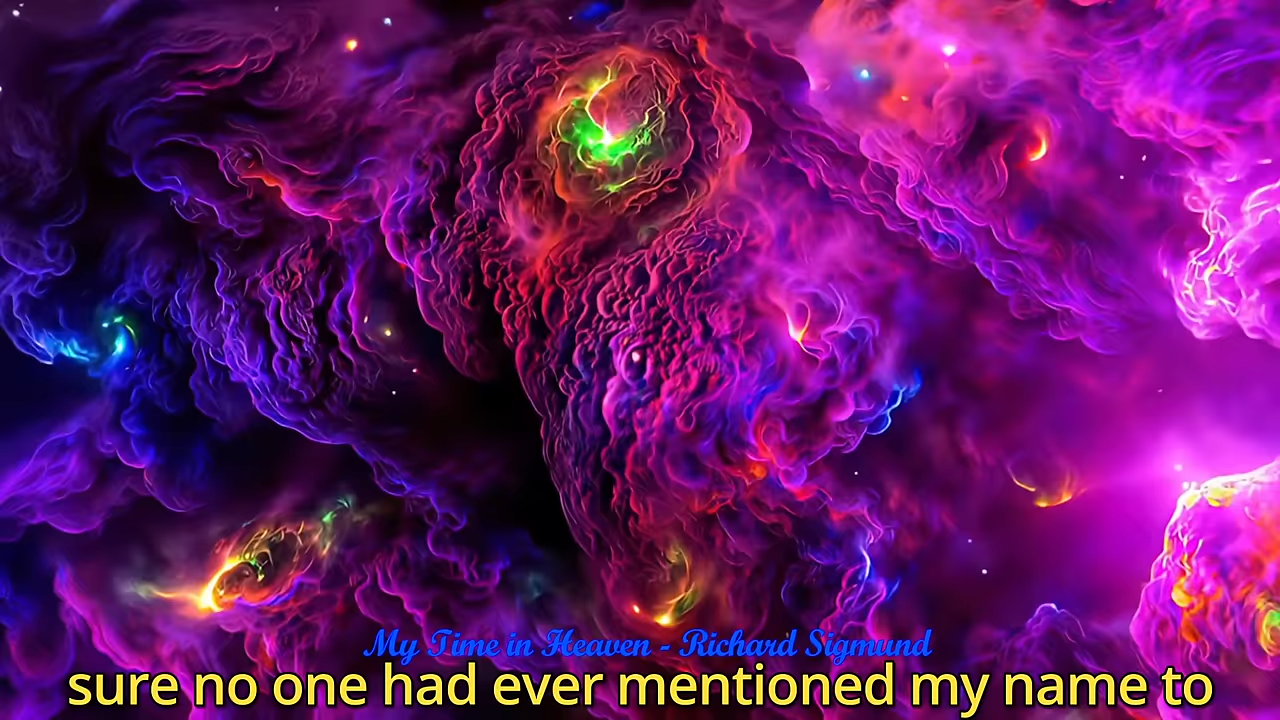 My Time in Heaven - Richard Sigmund
sure no one had ever mentioned my name to